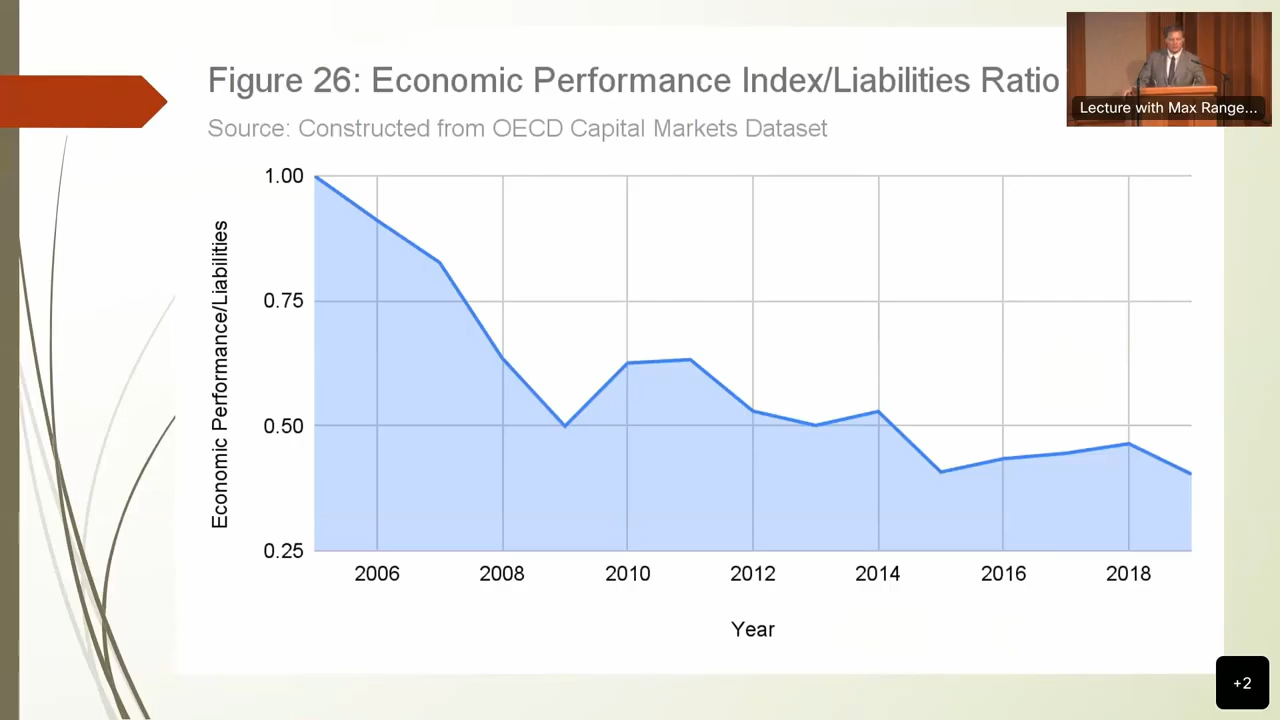 Figure 26: Economic Performance Index/Liabilities Ratio
Source: Constructed from OECD Capital Markets Dataset
Lecture with Max Range...
Economic Performance/Liabilities
1.00
0.75
0.50
0.25
2006 2008 2010 2012 2014 2016 2018
Year
+2